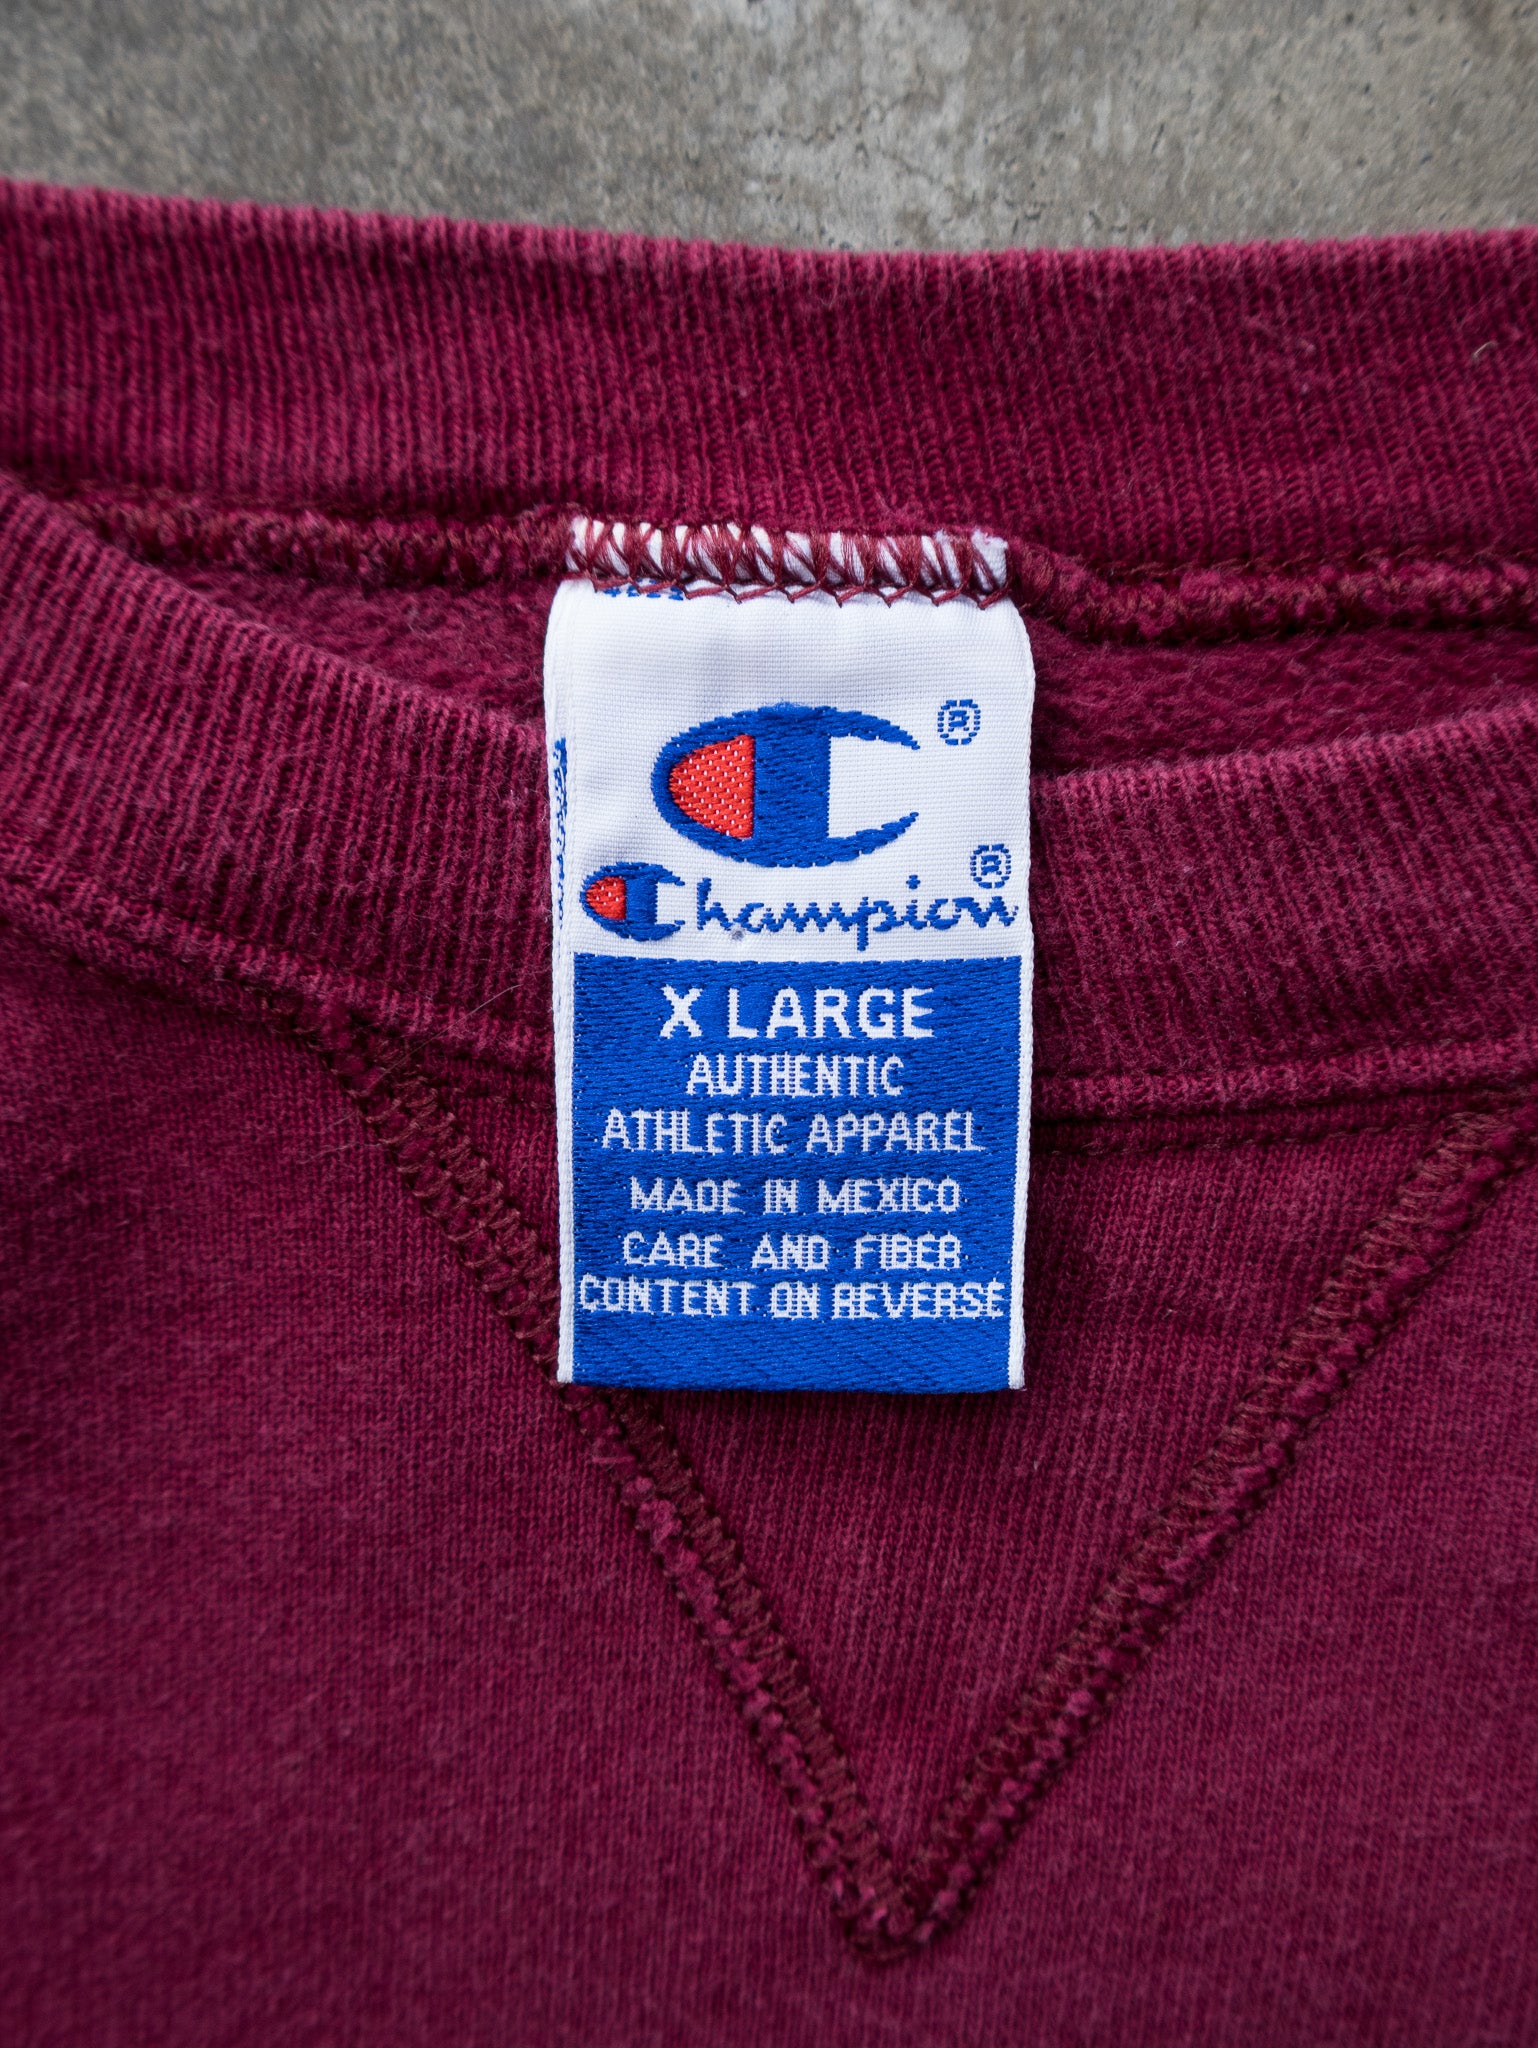 ®
Champion®
X LARGE
AUTHENTIC
ATHLETIC APPAREL
MADE IN MEXICO
CARE AND FIBER
CONTENT ON REVERSE